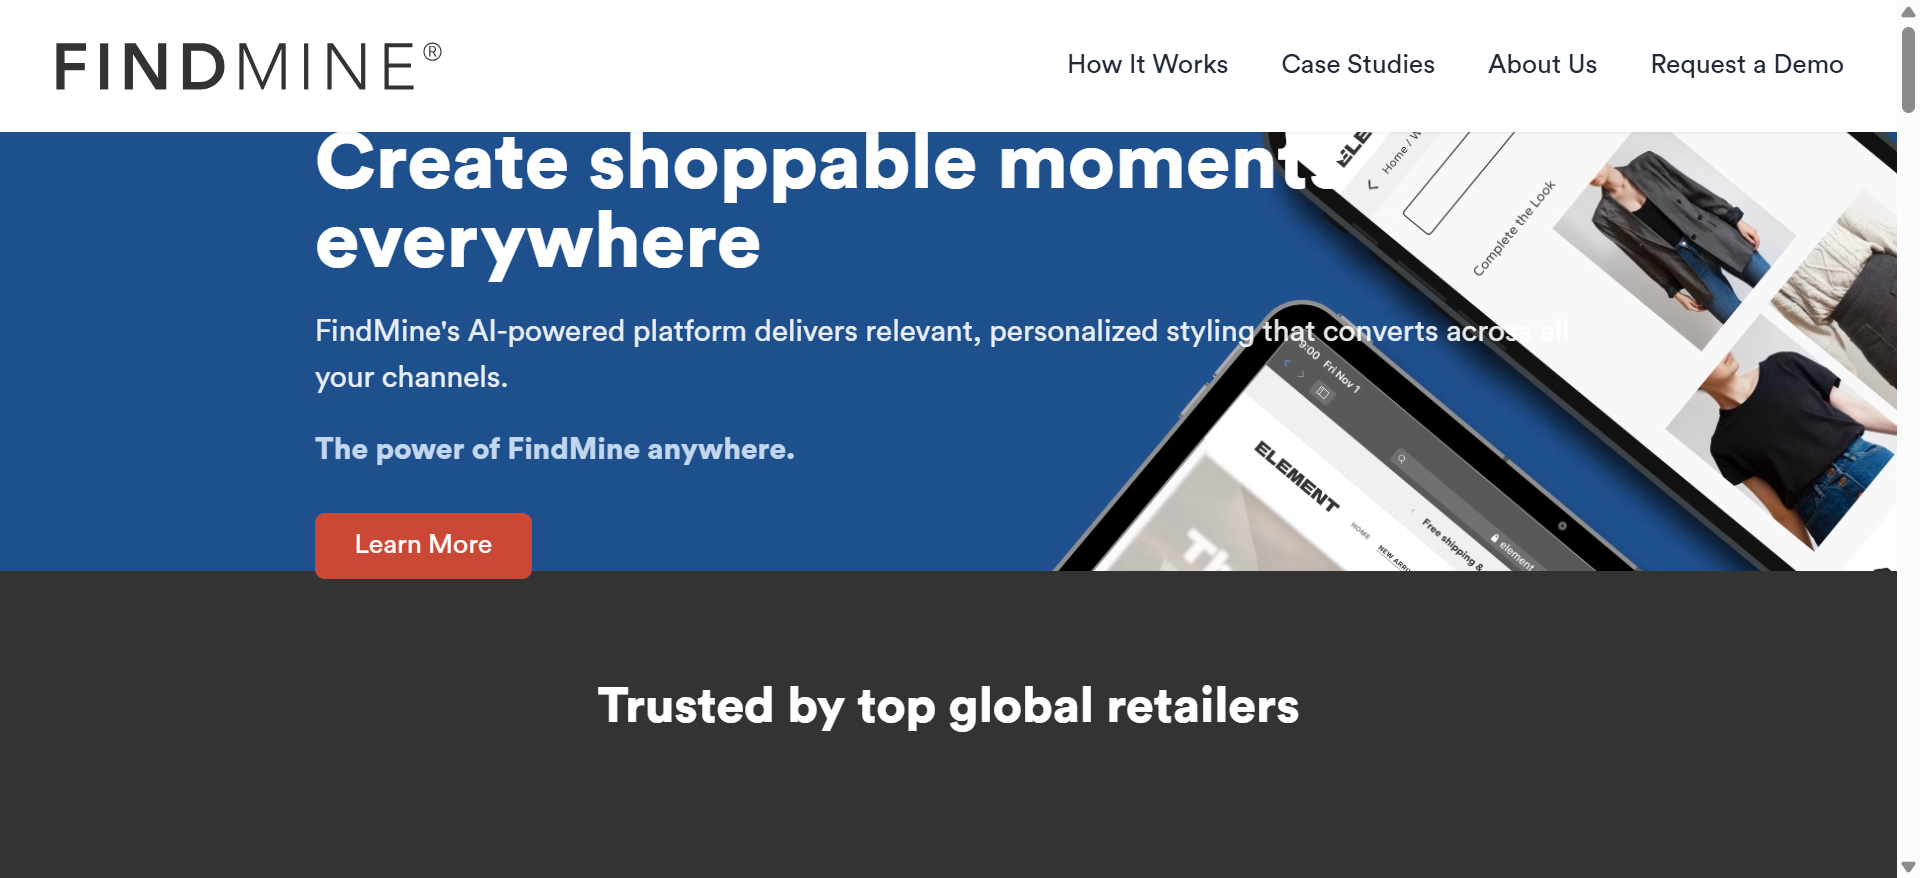 FINDMINE®
How It Works
Case Studies
About Us
Request a Demo
Create shoppable moments
everywhere
FindMine's AI-powered platform delivers relevant, personalized styling that converts across all
your channels.
The power of FindMine anywhere.
Learn More
Home / W
Complete the Look
9:00 Fri Nov 1
ELEMENT
HOME
NEW ARRI
Free shipping &
element
Th
Trusted by top global retailers